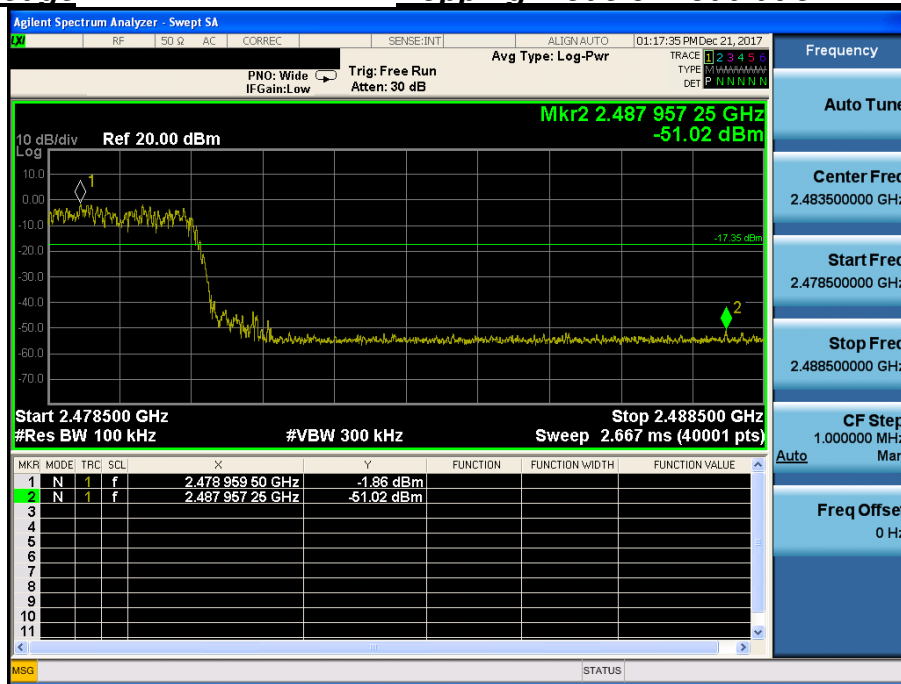 Agilent Spectrum Analyzer - Swept SA
LXI RF 50 Ω AC CORREC SENSE:INT ALIGN AUTO 01:17:35 PM Dec 21, 2017
PNO: Wide Trig: Free Run Avg Type: Log-Pwr TRACE 1 2 3 4 5 6
IFGain:Low Atten: 30 dB TYPE M W W W W W
DET P N N N N N
Mkr2 2.487 957 25 GHz
-51.02 dBm
10 dB/div Ref 20.00 dBm
Log
10.0
1
0.00
-10.0
-17.35 dBm
-20.0
-30.0
-40.0
2
-50.0
-60.0
-70.0
Start 2.478500 GHz Stop 2.488500 GHz
#Res BW 100 kHz #VBW 300 kHz Sweep 2.667 ms (40001 pts)
MKR MODE TRC SCL X Y FUNCTION FUNCTION WIDTH FUNCTION VALUE
1 N 1 f 2.478 959 50 GHz -1.86 dBm
2 N 1 f 2.487 957 25 GHz -51.02 dBm
3
4
5
6
7
8
9
10
11
MSG STATUS
Frequency
Auto Tune
Center Freq
2.483500000 GHz
Start Freq
2.478500000 GHz
Stop Freq
2.488500000 GHz
CF Step
1.000000 MHz
Auto Man
Freq Offset
0 Hz